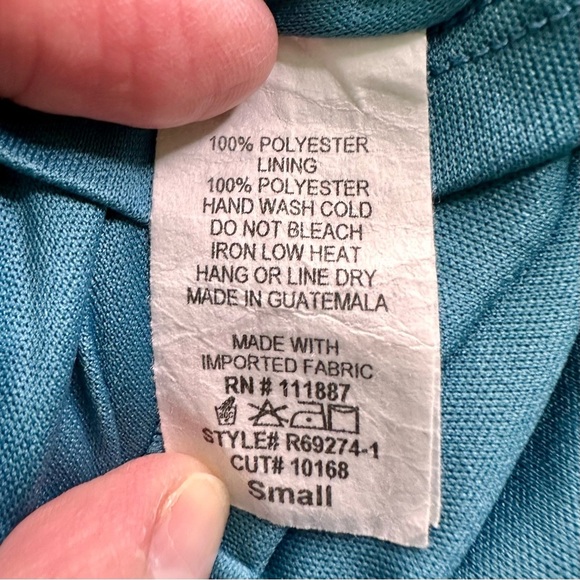 100% POLYESTER
LINING
100% POLYESTER
HAND WASH COLD
DO NOT BLEACH
IRON LOW HEAT
HANG OR LINE DRY
MADE IN GUATEMALA
MADE WITH
IMPORTED FABRIC
RN # 111887
STYLE# R69274-1
CUT# 10168
Small